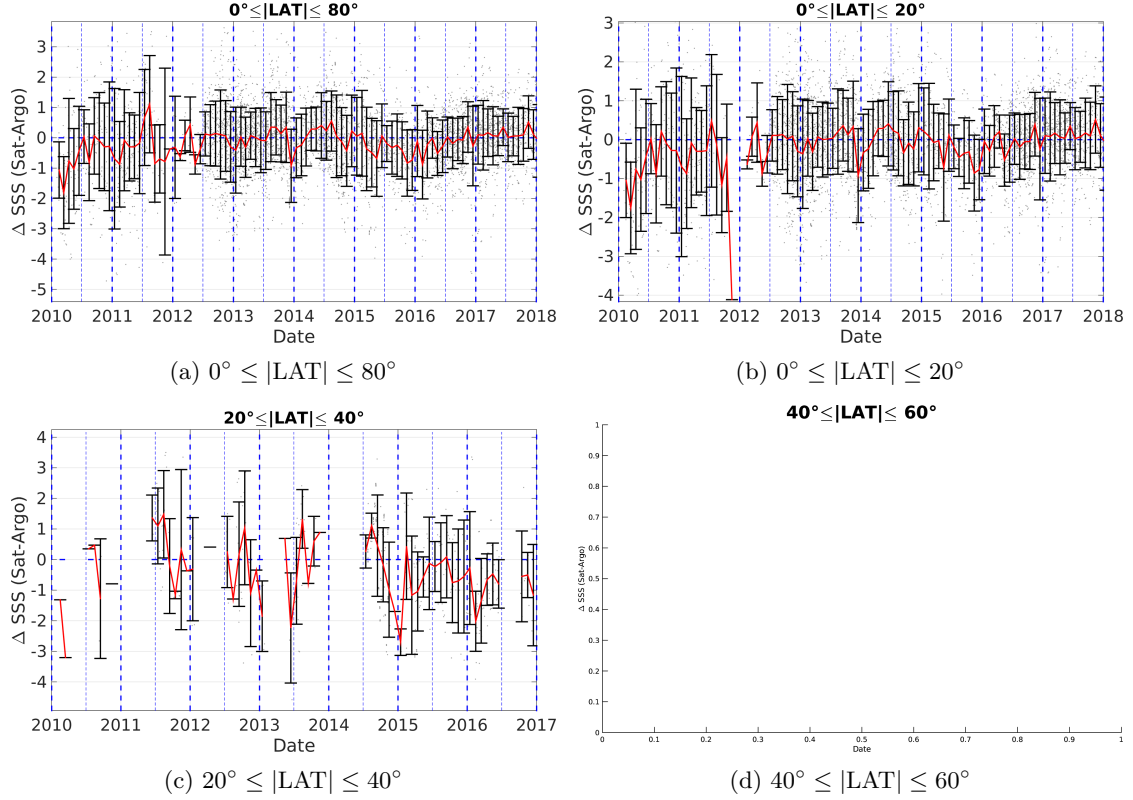 0°≤|LAT|≤ 80°
3
2
1
0
-1
-2
-3
-4
-5
Δ SSS (Sat-Argo)
2010 2011 2012 2013 2014 2015 2016 2017 2018
Date
(a) 0° ≤ |LAT| ≤ 80°
0°≤|LAT|≤ 20°
3
2
1
0
-1
-2
-3
-4
Δ SSS (Sat-Argo)
2010 2011 2012 2013 2014 2015 2016 2017 2018
Date
(b) 0° ≤ |LAT| ≤ 20°
20°≤|LAT|≤ 40°
4
3
2
1
0
-1
-2
-3
-4
Δ SSS (Sat-Argo)
2010 2011 2012 2013 2014 2015 2016 2017
Date
(c) 20° ≤ |LAT| ≤ 40°
40°≤|LAT|≤ 60°
1
0.9
0.8
0.7
0.6
0.5
0.4
0.3
0.2
0.1
0
Δ SSS (Sat-Argo)
0 0.1 0.2 0.3 0.4 0.5 0.6 0.7 0.8 0.9 1
Date
(d) 40° ≤ |LAT| ≤ 60°